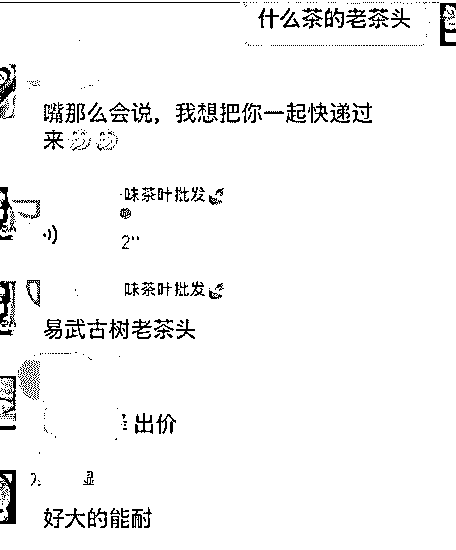 什么茶的老茶头
嘴那么会说，我想把你一起快递过
来
味茶叶批发
2"
味茶叶批发
易武古树老茶头
出价
显
好大的能耐